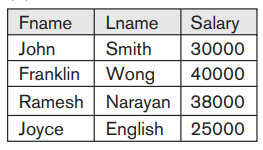 Fname Lname Salary
John Smith 30000
Franklin Wong 40000
Ramesh Narayan 38000
Joyce English 25000